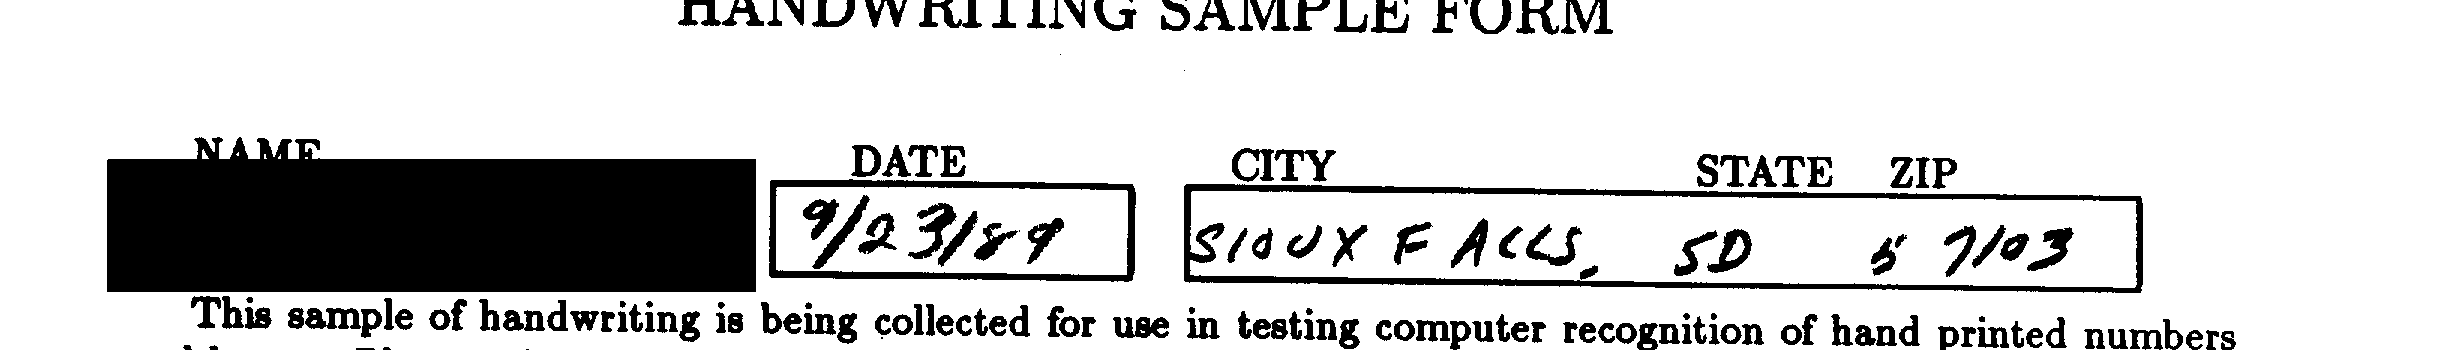 HANDWRITING SAMPLE FORM
NAME DATE CITY STATE ZIP
9/23/89 SIOUX FALLS, SD 57103
This sample of handwriting is being collected for use in testing computer recognition of hand printed numbers